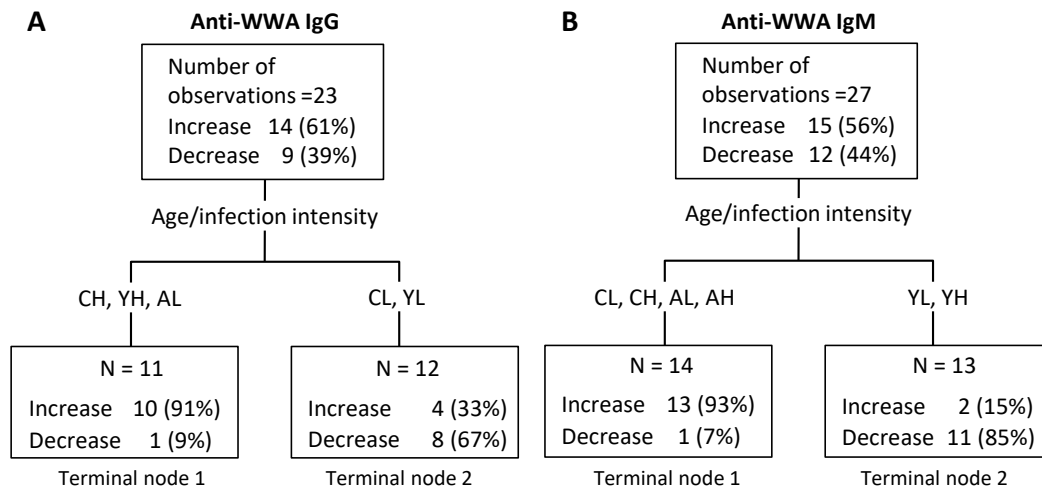 A
Anti-WWA IgG
Number of
observations =23
Increase 14 (61%)
Decrease 9 (39%)
Age/infection intensity
CH, YH, AL
CL, YL
N = 11
Increase 10 (91%)
Decrease 1 (9%)
Terminal node 1
N = 12
Increase 4 (33%)
Decrease 8 (67%)
Terminal node 2
B
Anti-WWA IgM
Number of
observations =27
Increase 15 (56%)
Decrease 12 (44%)
Age/infection intensity
CL, CH, AL, AH
YL, YH
N = 14
Increase 13 (93%)
Decrease 1 (7%)
Terminal node 1
N = 13
Increase 2 (15%)
Decrease 11 (85%)
Terminal node 2